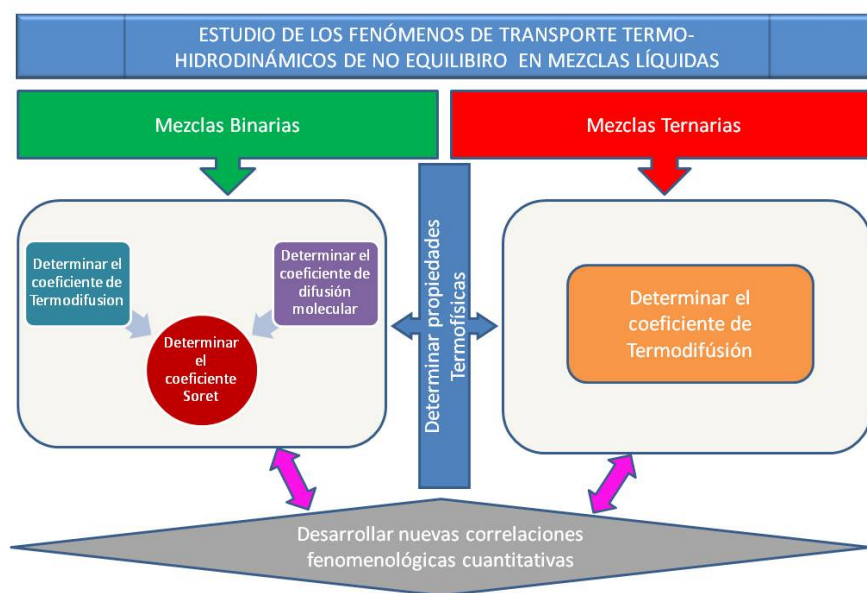 ESTUDIO DE LOS FENÓMENOS DE TRANSPORTE TERMO-
HIDRODINÁMICOS DE NO EQUILIBIRO EN MEZCLAS LÍQUIDAS
Mezclas Binarias
Mezclas Ternarias
Determinar el
coeficiente de
Termodifusion
Determinar el
coeficiente de
difusión
molecular
Determinar
el
coeficiente
Soret
Determinar propiedades
Termofísicas
Determinar el
coeficiente de
Termodifúsión
Desarrollar nuevas correlaciones
fenomenológicas cuantitativas